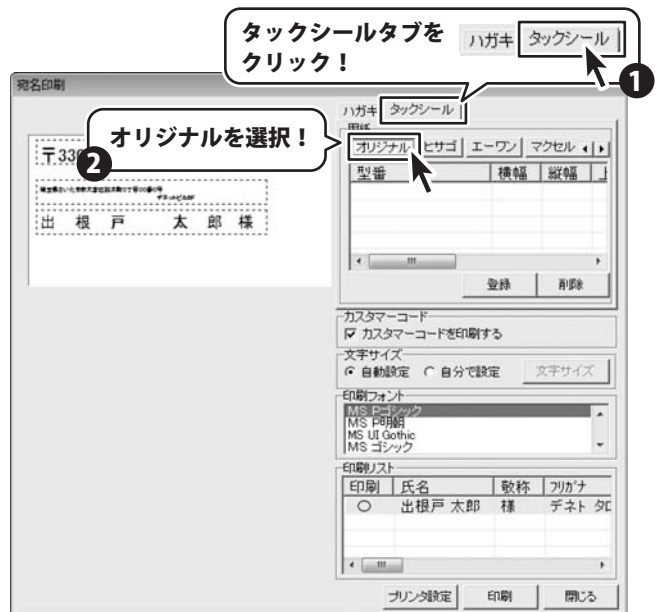 タックシールタブを
クリック！
ハガキ タックシール
1
宛名印刷
ハガキ タックシール
用紙
オリジナルを選択！
2
オリジナル ヒサゴ エーワン マクセル
〒330
型番 横幅 縦幅 上
出 根 戸 太 郎 様
登録 削除
カスタマーコード
カスタマーコードを印刷する
文字サイズ
自動設定 自分で設定 文字サイズ
印刷フォント
MS Pゴシック
MS P明朝
MS UI Gothic
MS ゴシック
印刷リスト
印刷 氏名 敬称 フリガナ
○ 出根戸 太郎 様 デネト タロ
プリンタ設定 印刷 閉じる